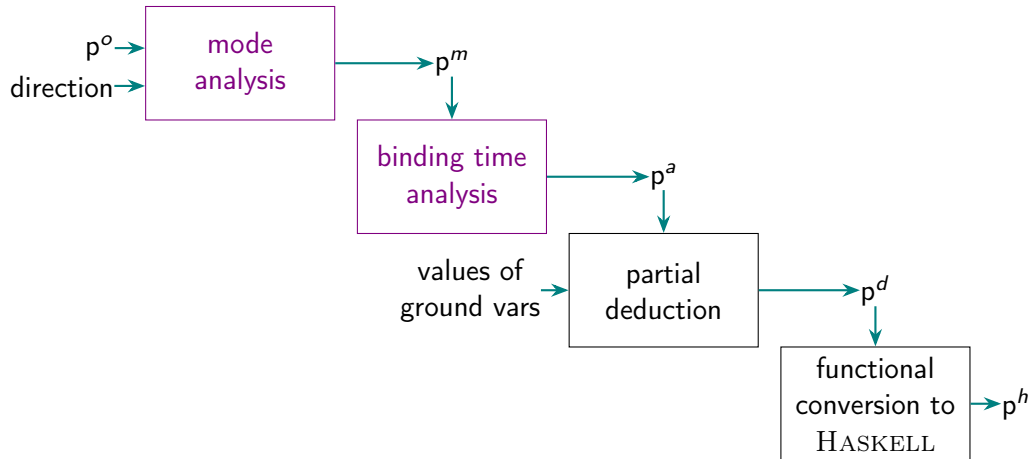 mode
analysis
p^o
direction
p^m
binding time
analysis
p^a
values of
ground vars
partial
deduction
p^d
functional
conversion to
HASKELL
p^h